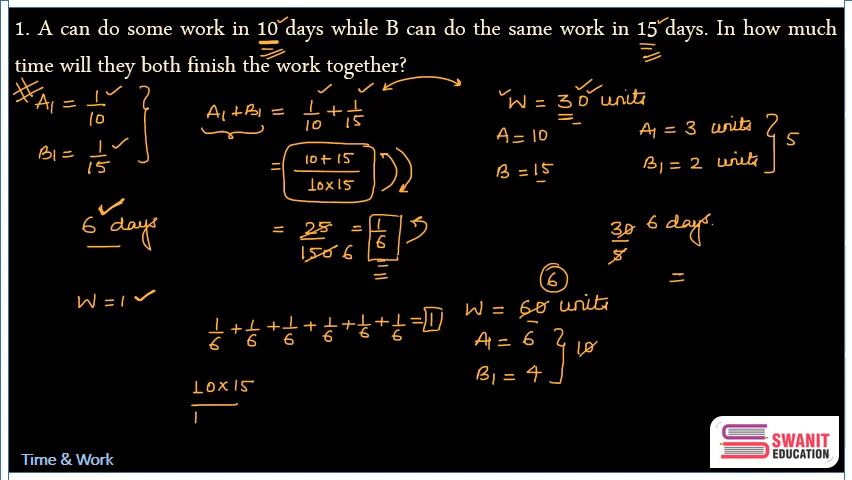 1. A can do some work in 10 days while B can do the same work in 15 days. In how much
time will they both finish the work together?
A1 = 1/10
B1 = 1/15
6 days
W = 1
A1 + B1 = 1/10 + 1/15
= 10 + 15 / 10 × 15
= 25/150 6 = 1/6
1/6 + 1/6 + 1/6 + 1/6 + 1/6 + 1/6 = 1
10 × 15
1
W = 30 units
A = 10
B = 15
A1 = 3 units
B1 = 2 units
5
30/5 6 days.
=
6
W = 60 units
A1 = 6
B1 = 4
10
SWANIT
EDUCATION
Time & Work